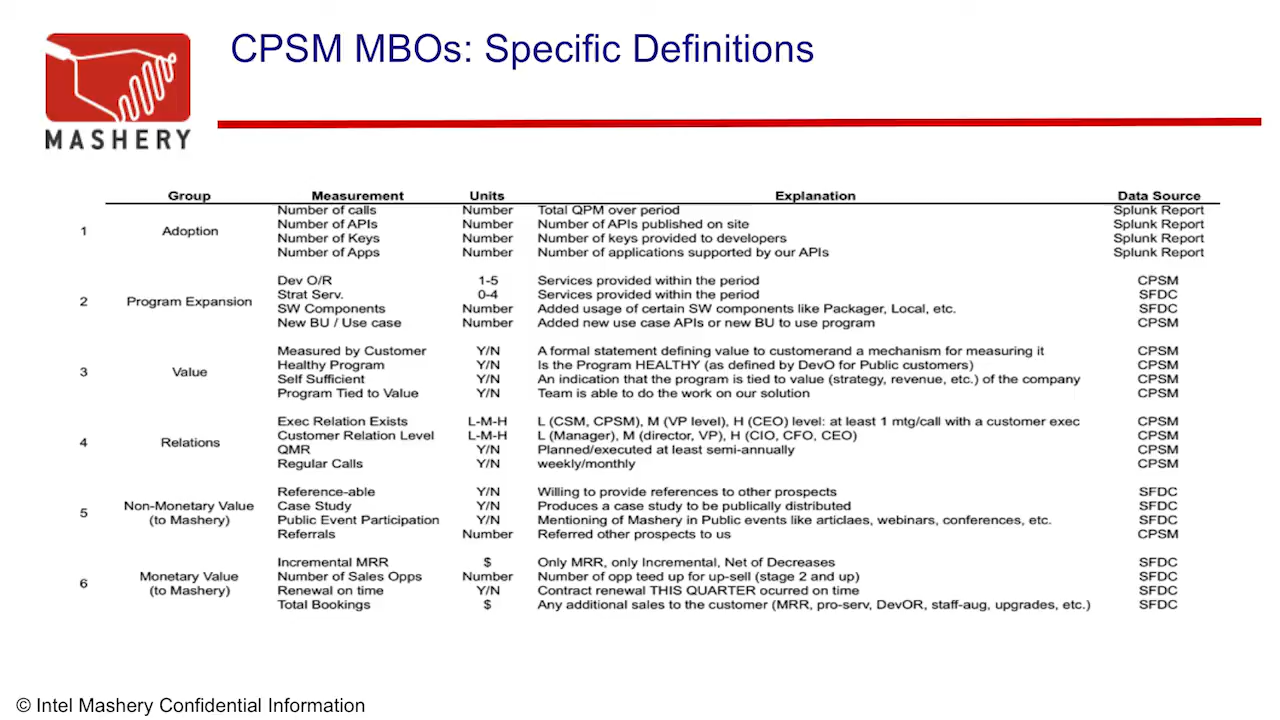 CPSM MBOs: Specific Definitions
MASHERY
Group Measurement Units Explanation Data Source
Number of calls Number Total QPM over period Splunk Report
1 Adoption Number of APIs Number Number of APIs published on site Splunk Report
Number of Keys Number Number of keys provided to developers Splunk Report
Number of Apps Number Number of applications supported by our APIs Splunk Report
Dev O/R 1-5 Services provided within the period CPSM
2 Program Expansion Strat Serv. 0-4 Services provided within the period SFDC
SW Components Number Added usage of certain SW components like Packager, Local, etc. SFDC
New BU / Use case Number Added new use case APIs or new BU to use program CPSM
Measured by Customer Y/N A formal statement defining value to customerand a mechanism for measuring it CPSM
3 Value Healthy Program Y/N Is the Program HEALTHY (as defined by DevO for Public customers) CPSM
Self Sufficient Y/N An indication that the program is tied to value (strategy, revenue, etc.) of the company CPSM
Program Tied to Value Y/N Team is able to do the work on our solution CPSM
Exec Relation Exists L-M-H L (CSM, CPSM), M (VP level), H (CEO) level: at least 1 mtg/call with a customer exec CPSM
4 Relations Customer Relation Level L-M-H L (Manager), M (director, VP), H (CIO, CFO, CEO) CPSM
QMR Y/N Planned/executed at least semi-annually CPSM
Regular Calls Y/N weekly/monthly CPSM
Reference-able Y/N Willing to provide references to other prospects SFDC
5 Non-Monetary Value Case Study Y/N Produces a case study to be publically distributed SFDC
(to Mashery) Public Event Participation Y/N Mentioning of Mashery in Public events like articlaes, webinars, conferences, etc. SFDC
Referrals Number Referred other prospects to us CPSM
Incremental MRR $ Only MRR, only Incremental, Net of Decreases SFDC
6 Monetary Value Number of Sales Opps Number Number of opp teed up for up-sell (stage 2 and up) SFDC
(to Mashery) Renewal on time Y/N Contract renewal THIS QUARTER ocurred on time SFDC
Total Bookings $ Any additional sales to the customer (MRR, pro-serv, DevOR, staff-aug, upgrades, etc.) SFDC
© Intel Mashery Confidential Information